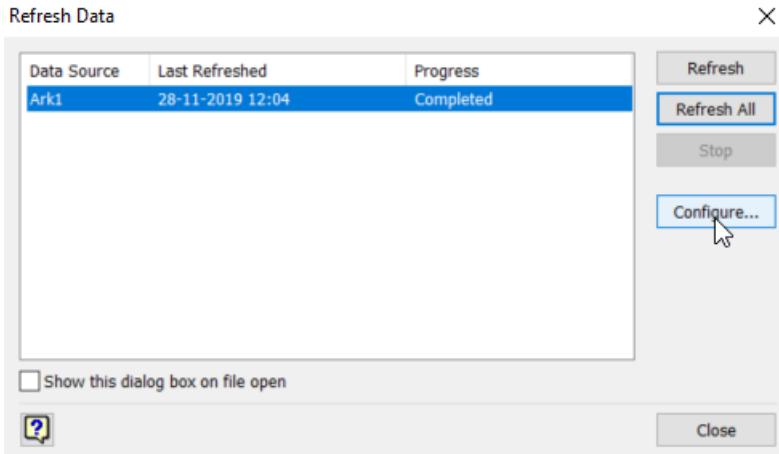 Refresh Data
Data Source Last Refreshed Progress
Ark1 28-11-2019 12:04 Completed
Refresh
Refresh All
Stop
Configure...
Show this dialog box on file open
?
Close